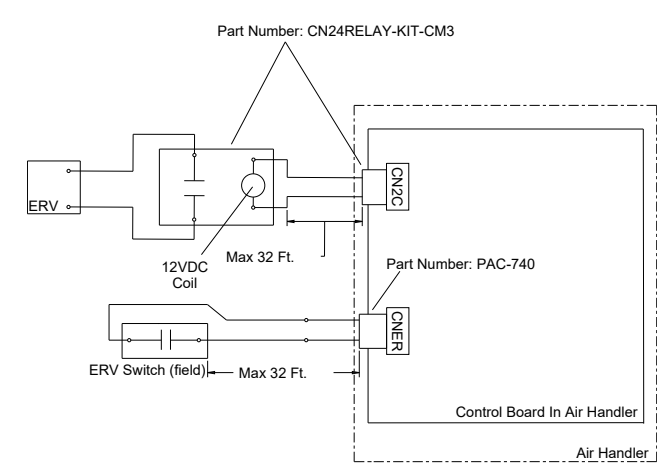 Part Number: CN24RELAY-KIT-CM3
CN2C
ERV
12VDC
Coil
Max 32 Ft.
Part Number: PAC-740
CNER
ERV Switch (field)
Max 32 Ft.
Control Board In Air Handler
Air Handler